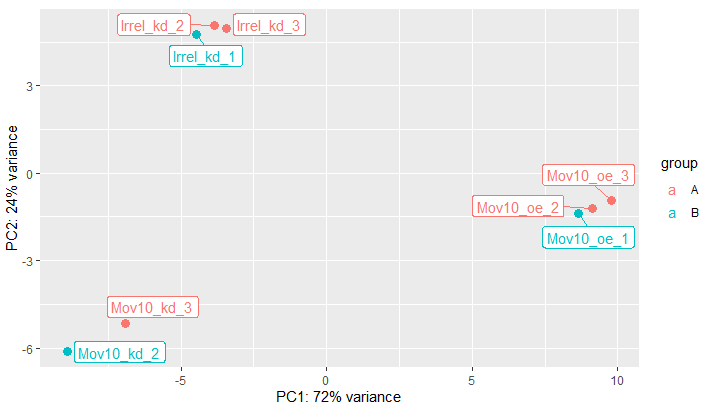 Irrel_kd_2
Irrel_kd_3
Irrel_kd_1
3
PC2: 24% variance
0
Mov10_oe_3
Mov10_oe_2
Mov10_oe_1
group
a A
a B
-3
Mov10_kd_3
-6
Mov10_kd_2
-5
0
5
10
PC1: 72% variance